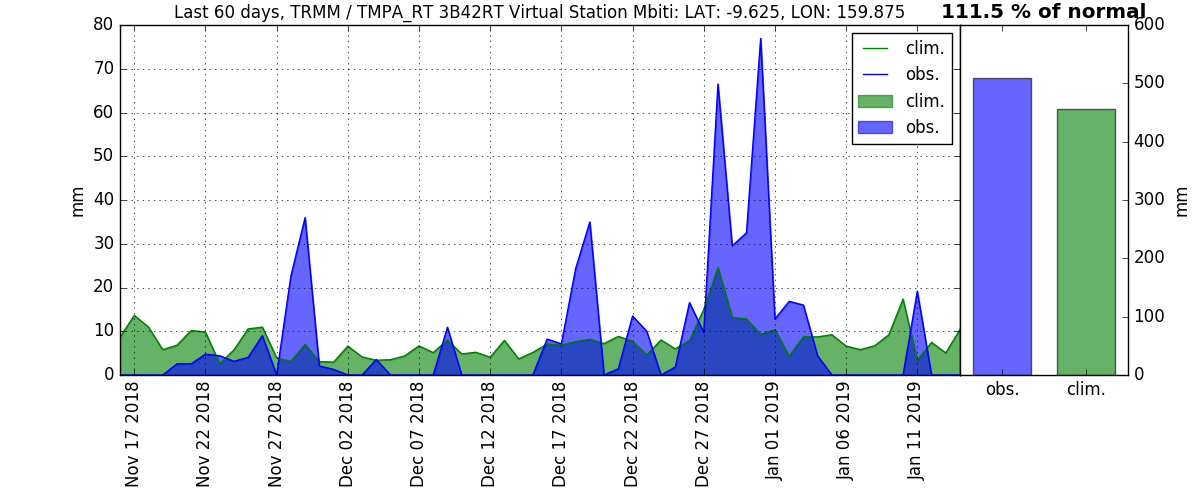 Last 60 days, TRMM / TMPA_RT 3B42RT Virtual Station Mbiti: LAT: -9.625, LON: 159.875
111.5 % of normal
80
70
60
50
40
30
20
10
0
mm
clim.
obs.
clim.
obs.
600
500
400
300
200
100
0
mm
obs.
clim.
Nov 17 2018
Nov 22 2018
Nov 27 2018
Dec 02 2018
Dec 07 2018
Dec 12 2018
Dec 17 2018
Dec 22 2018
Dec 27 2018
Jan 01 2019
Jan 06 2019
Jan 11 2019